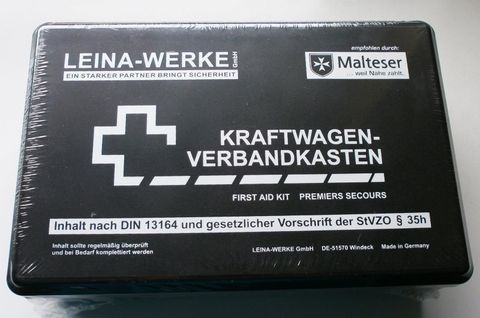 LEINA-WERKE GmbH
EIN STARKER PARTNER BRINGT SICHERHEIT
empfohlen durch:
Malteser
... weil Nähe zählt.
KRAFTWAGEN-
VERBANDKASTEN
FIRST AID KIT PREMIERS SECOURS
Inhalt nach DIN 13164 und gesetzlicher Vorschrift der StVZO § 35h
Inhalt sollte regelmäßig überprüft
und bei Bedarf komplettiert werden
LEINA-WERKE GmbH DE-51570 Windeck Made in Germany